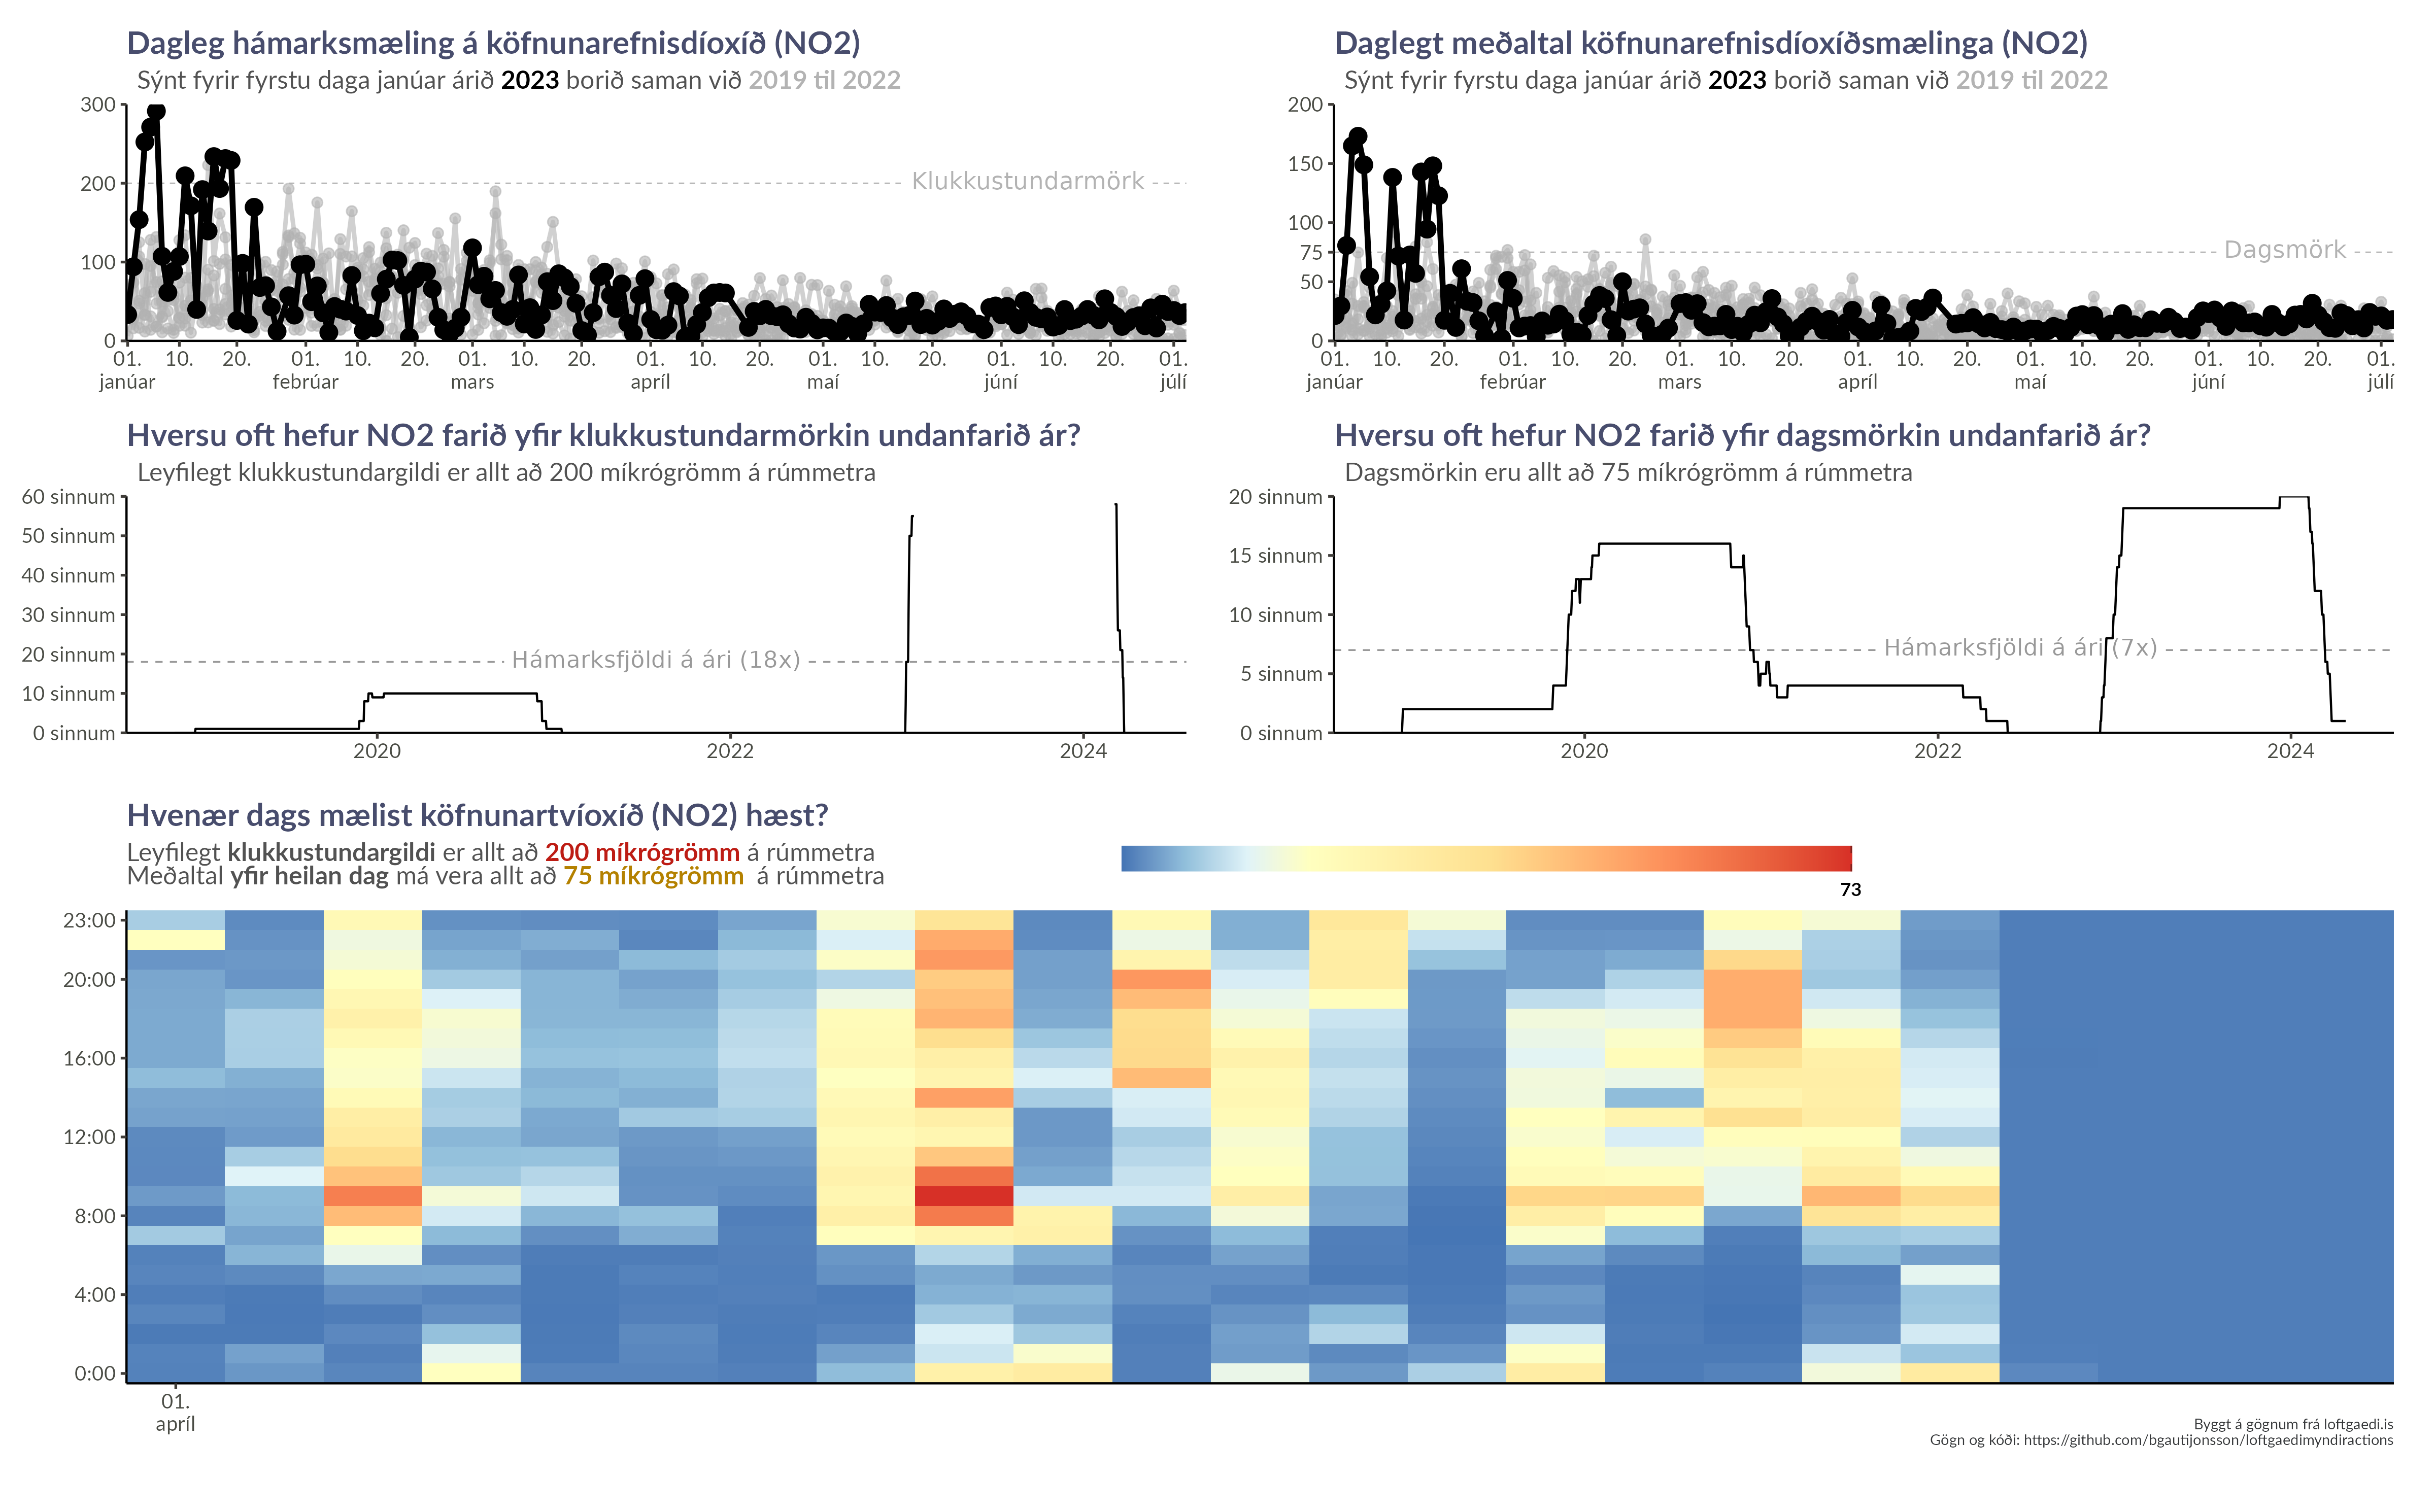 Dagleg hámarksmæling á köfnunarefnisdíoxíð (NO2)
Sýnt fyrir fyrstu daga janúar árið 2023 borið saman við 2019 til 2022
300
200
100
0
Klukkustundarmörk
01. 10. 20. 01. 10. 20. 01. 10. 20. 01. 10. 20. 01. 10. 20. 01. 10. 20. 01.
janúar febrúar mars apríl maí júní júlí
Daglegt meðaltal köfnunarefnisdíoxíðsmælinga (NO2)
Sýnt fyrir fyrstu daga janúar árið 2023 borið saman við 2019 til 2022
200
150
100
75
50
0
Dagsmörk
01. 10. 20. 01. 10. 20. 01. 10. 20. 01. 10. 20. 01. 10. 20. 01. 10. 20. 01.
janúar febrúar mars apríl maí júní júlí
Hversu oft hefur NO2 farið yfir klukkustundarmörkin undanfarið ár?
Leyfilegt klukkustundargildi er allt að 200 míkrógrömm á rúmmetra
60 sinnum
50 sinnum
40 sinnum
30 sinnum
20 sinnum
10 sinnum
0 sinnum
Hámarksfjöldi á ári (18x)
2020 2022 2024
Hversu oft hefur NO2 farið yfir dagsmörkin undanfarið ár?
Dagsmörkin eru allt að 75 míkrógrömm á rúmmetra
20 sinnum
15 sinnum
10 sinnum
5 sinnum
0 sinnum
Hámarksfjöldi á ári (7x)
2020 2022 2024
Hvenær dags mælist köfnunartvíoxíð (NO2) hæst?
Leyfilegt klukkustundargildi er allt að 200 míkrógrömm á rúmmetra
Meðaltal yfir heilan dag má vera allt að 75 míkrógrömm á rúmmetra
73
23:00
20:00
16:00
12:00
8:00
4:00
0:00
01.
apríl
Byggt á gögnum frá loftgaedi.is
Gögn og kóði: https://github.com/bgautijonsson/loftgaedimyndiractions